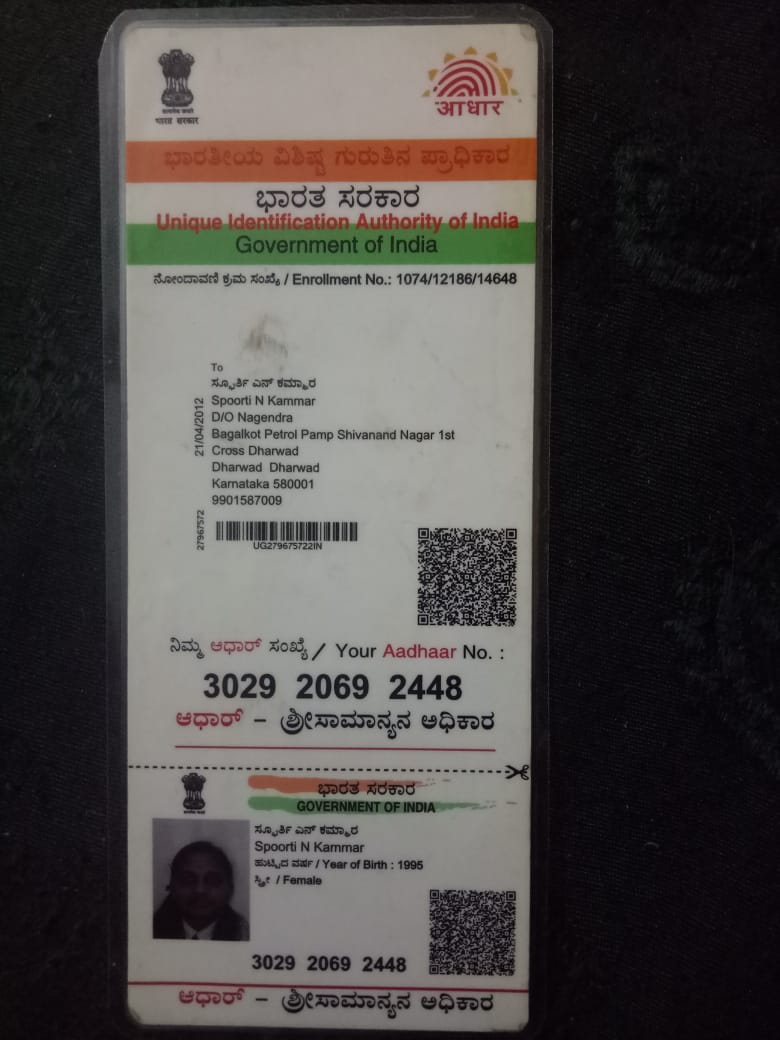 सत्यमेव जयते
भारत सरकार
आधार
ಭಾರತೀಯ ವಿಶಿಷ್ಟ ಗುರುತಿನ ಪ್ರಾಧಿಕಾರ
ಭಾರತ ಸರಕಾರ
Unique Identification Authority of India
Government of India
ನೋಂದಾವಣಿ ಕ್ರಮ ಸಂಖ್ಯೆ / Enrollment No.: 1074/12186/14648
21/04/2012
To
ಸ್ಫೂರ್ತಿ ಎನ್ ಕಮ್ಮಾರ
Spoorti N Kammar
D/O Nagendra
Bagalkot Petrol Pamp Shivanand Nagar 1st
Cross Dharwad
Dharwad Dharwad
Karnataka 580001
9901587009
27967572
UG279675722IN
ನಿಮ್ಮ ಆಧಾರ್ ಸಂಖ್ಯೆ / Your Aadhaar No. :
3029 2069 2448
ಆಧಾರ್ – ಶ್ರೀಸಾಮಾನ್ಯನ ಅಧಿಕಾರ
ಭಾರತ ಸರಕಾರ
GOVERNMENT OF INDIA
ಸ್ಫೂರ್ತಿ ಎನ್ ಕಮ್ಮಾರ
Spoorti N Kammar
ಹುಟ್ಟಿದ ವರ್ಷ / Year of Birth : 1995
ಸ್ತ್ರೀ / Female
3029 2069 2448
ಆಧಾರ್ – ಶ್ರೀಸಾಮಾನ್ಯನ ಅಧಿಕಾರ